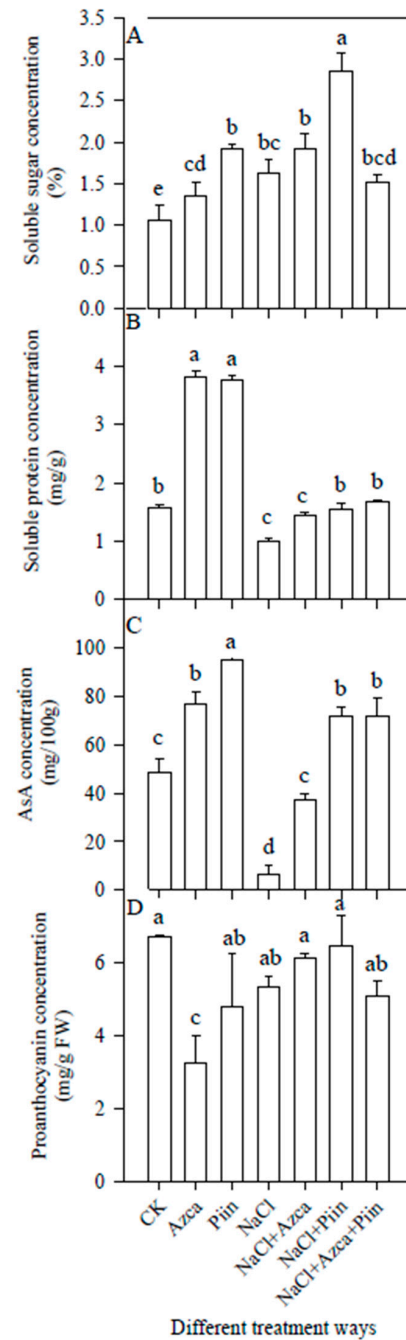 A
Soluble sugar concentration
(%)
3.5
3.0
2.5
2.0
1.5
1.0
0.5
0.0
e
cd
b
bc
b
a
bcd
B
Soluble protein concentration
(mg/g)
4
3
2
1
0
b
a
a
c
c
b
b
C
AsA concentration
(mg/100g)
100
80
60
40
20
0
c
b
a
d
c
b
b
D
Proanthocyanin concentration
(mg/g FW)
6
4
2
0
a
c
ab
ab
a
a
ab
CK
Azca
Piin
NaCl
NaCl+Azca
NaCl+Piin
NaCl+Azca+Piin
Different treatment ways